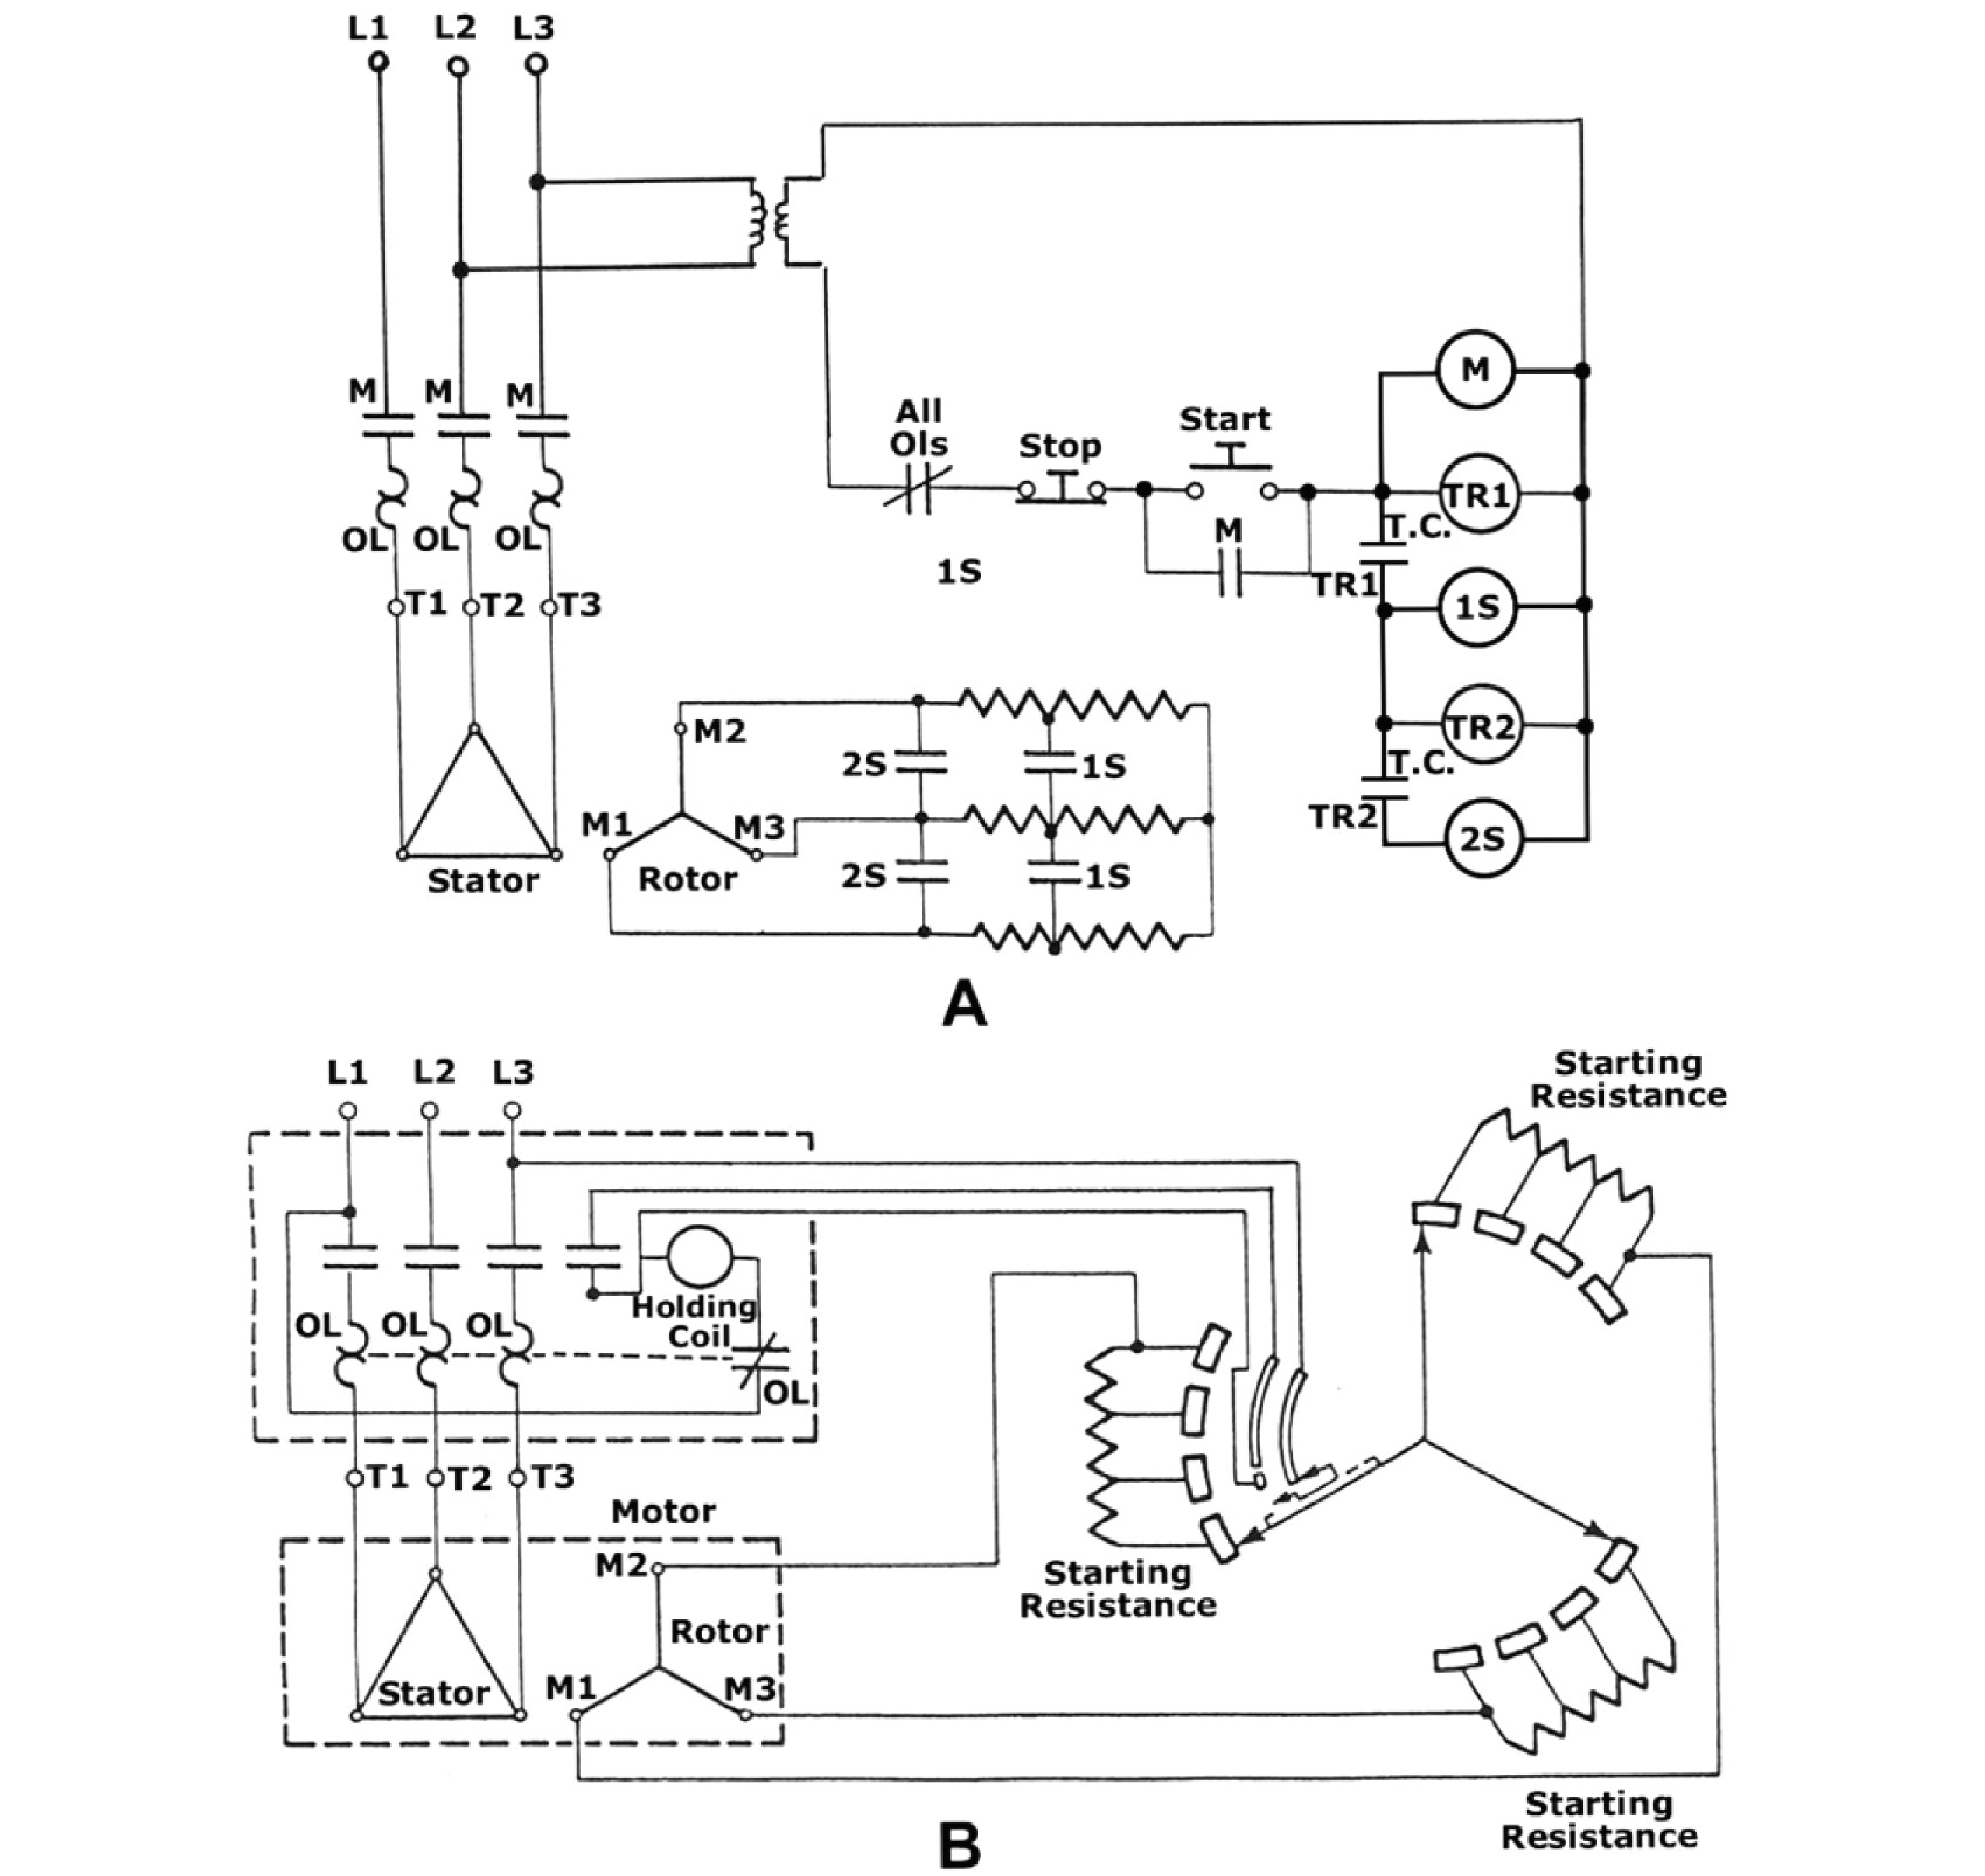 L1 L2 L3
M M M
All
Ols
Stop
Start
M
OL OL OL
M
TR1
T.C.
TR1
1S
1S
T1 T2 T3
TR2
T.C.
TR2
2S
M2
2S 1S
M1 M3
2S 1S
Stator
Rotor
A
L1 L2 L3
Starting
Resistance
OL OL OL
Holding
Coil
OL
T1 T2 T3
Motor
M2
Rotor
Starting
Resistance
Stator
M1 M3
Starting
Resistance
B